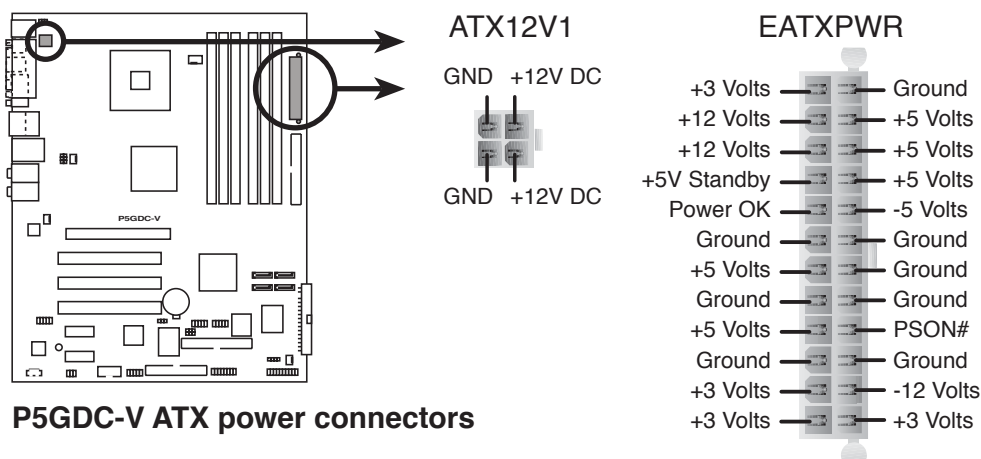 ATX12V1
GND +12V DC
GND +12V DC
EATXPWR
+3 Volts Ground
+12 Volts +5 Volts
+12 Volts +5 Volts
+5V Standby +5 Volts
Power OK -5 Volts
Ground Ground
+5 Volts Ground
Ground Ground
+5 Volts PSON#
Ground Ground
+3 Volts -12 Volts
+3 Volts +3 Volts
P5GDC-V
P5GDC-V ATX power connectors